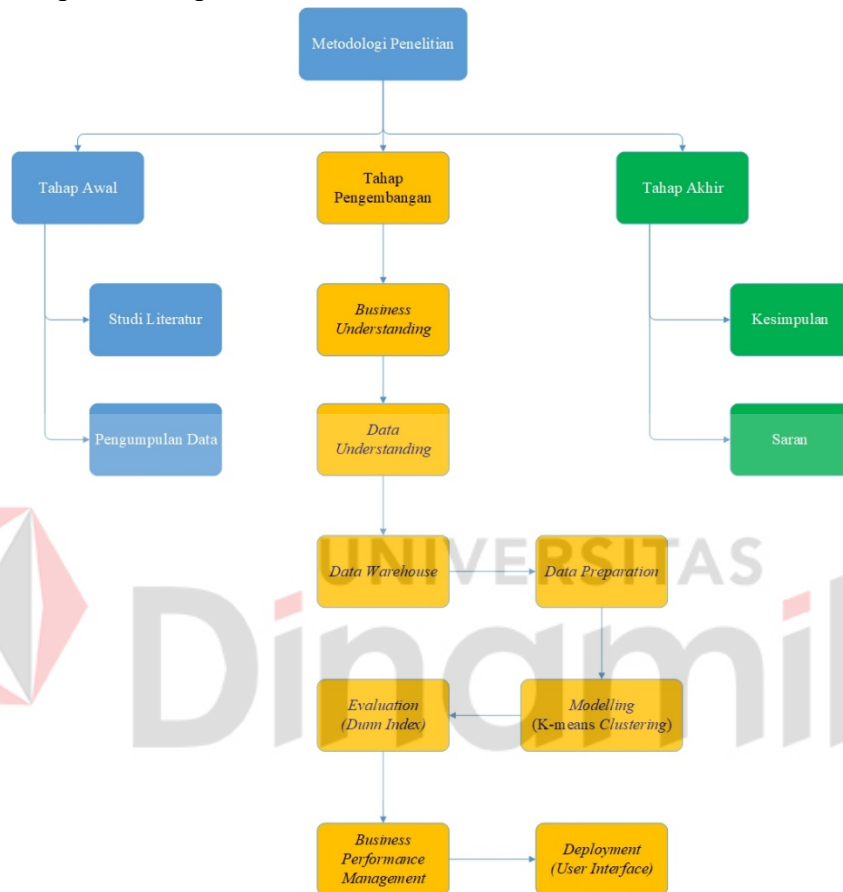 Metodologi Penelitian
Tahap Awal
Tahap
Pengembangan
Tahap Akhir
Studi Literatur
Business
Understanding
Kesimpulan
Pengumpulan Data
Data
Understanding
Saran
UNIVERSITAS
Data Warehouse
Data Preparation
Evaluation
(Dunn Index)
Modelling
(K-means Clustering)
Business
Performance
Management
Deployment
(User Interface)